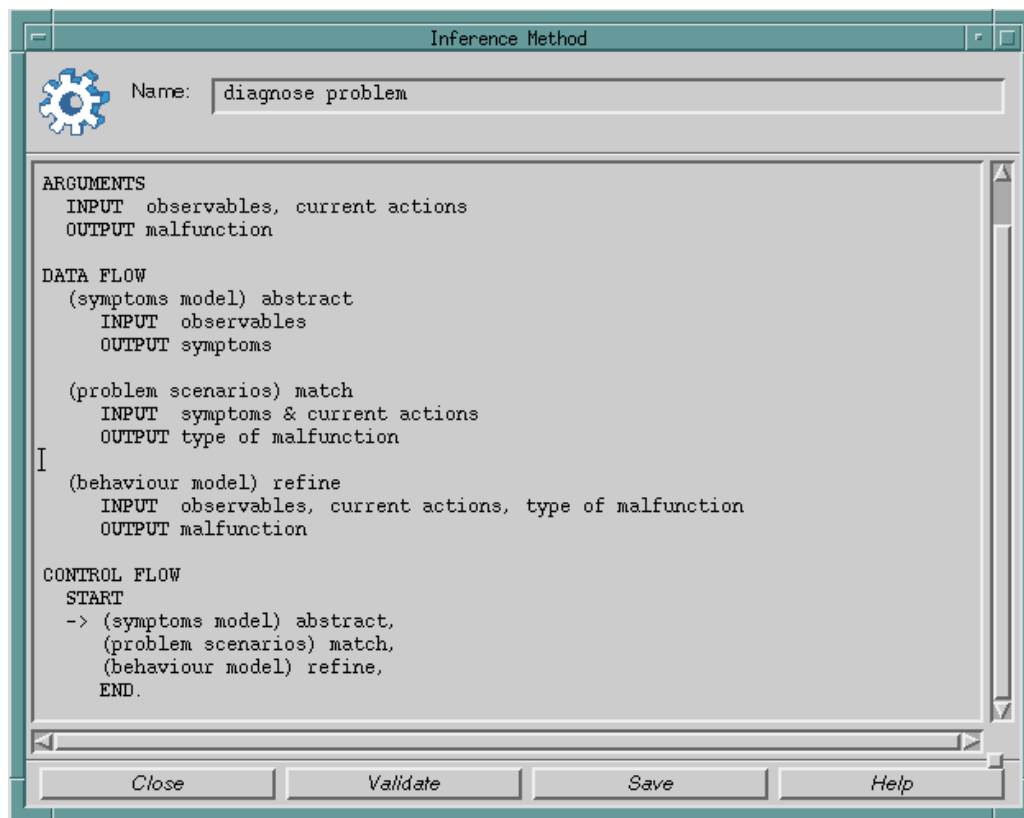 Inference Method
Name: diagnose problem
ARGUMENTS
INPUT observables, current actions
OUTPUT malfunction
DATA FLOW
(symptoms model) abstract
INPUT observables
OUTPUT symptoms
(problem scenarios) match
INPUT symptoms & current actions
OUTPUT type of malfunction
(behaviour model) refine
INPUT observables, current actions, type of malfunction
OUTPUT malfunction
CONTROL FLOW
START
-> (symptoms model) abstract,
(problem scenarios) match,
(behaviour model) refine,
END.
Close Validate Save Help